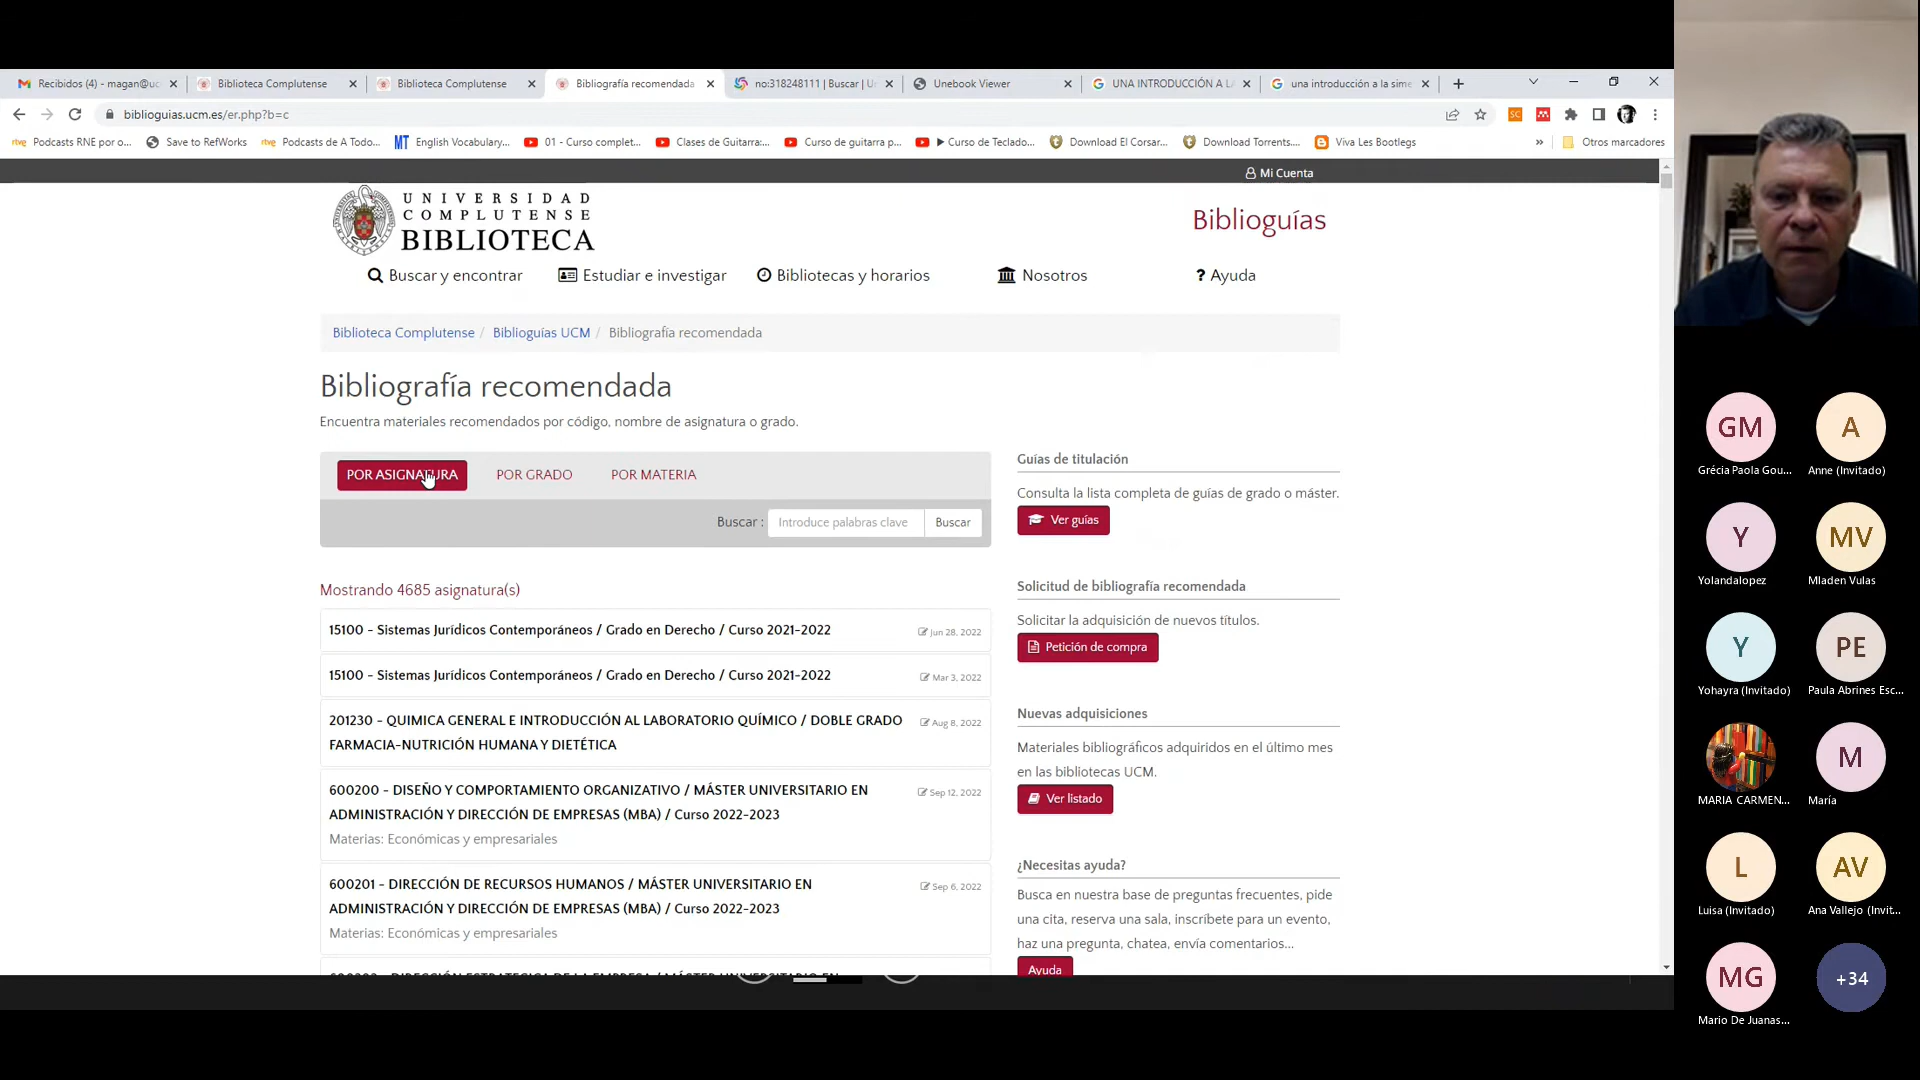 Recibidos (4) - magan@uc
Biblioteca Complutense
Biblioteca Complutense
Bibliografía recomendada
no:318248111 | Buscar | U
Unebook Viewer
UNA INTRODUCCIÓN A L
una introducción a la sime
biblioguias.ucm.es/er.php?b=c
Podcasts RNE por o...
Save to RefWorks
Podcasts de A Todo...
English Vocabulary...
01 - Curso complet...
Clases de Guitarra:...
Curso de guitarra p...
Curso de Teclado...
Download El Corsar...
Download Torrents...
Viva Les Bootlegs
»
Otros marcadores
Mi Cuenta
UNIVERSIDAD
COMPLUTENSE
BIBLIOTECA
Biblioguías
Buscar y encontrar
Estudiar e investigar
Bibliotecas y horarios
Nosotros
? Ayuda
Biblioteca Complutense / Biblioguías UCM / Bibliografía recomendada
Bibliografía recomendada
Encuentra materiales recomendados por código, nombre de asignatura o grado.
POR ASIGNATURA
POR GRADO
POR MATERIA
Buscar :
Introduce palabras clave
Buscar
Mostrando 4685 asignatura(s)
15100 - Sistemas Jurídicos Contemporáneos / Grado en Derecho / Curso 2021-2022
Jun 28, 2022
15100 - Sistemas Jurídicos Contemporáneos / Grado en Derecho / Curso 2021-2022
Mar 3, 2022
201230 - QUIMICA GENERAL E INTRODUCCIÓN AL LABORATORIO QUÍMICO / DOBLE GRADO
FARMACIA-NUTRICIÓN HUMANA Y DIETÉTICA
Aug 8, 2022
600200 - DISEÑO Y COMPORTAMIENTO ORGANIZATIVO / MÁSTER UNIVERSITARIO EN
ADMINISTRACIÓN Y DIRECCIÓN DE EMPRESAS (MBA) / Curso 2022-2023
Sep 12, 2022
Materias: Económicas y empresariales
600201 - DIRECCIÓN DE RECURSOS HUMANOS / MÁSTER UNIVERSITARIO EN
ADMINISTRACIÓN Y DIRECCIÓN DE EMPRESAS (MBA) / Curso 2022-2023
Sep 6, 2022
Materias: Económicas y empresariales
Guías de titulación
Consulta la lista completa de guías de grado o máster.
Ver guías
Solicitud de bibliografía recomendada
Solicitar la adquisición de nuevos títulos.
Petición de compra
Nuevas adquisiciones
Materiales bibliográficos adquiridos en el último mes
en las bibliotecas UCM.
Ver listado
¿Necesitas ayuda?
Busca en nuestra base de preguntas frecuentes, pide
una cita, reserva una sala, inscríbete para un evento,
haz una pregunta, chatea, envía comentarios...
Ayuda
GM
Grécia Paola Gou...
A
Anne (Invitado)
Y
Yolandalopez
MV
Mladen Vulas
Y
Yohayra (Invitado)
PE
Paula Abrines Esc...
MARIA CARMEN...
M
María
L
Luisa (Invitado)
AV
Ana Vallejo (Invit...
MG
Mario De Juanas...
+34